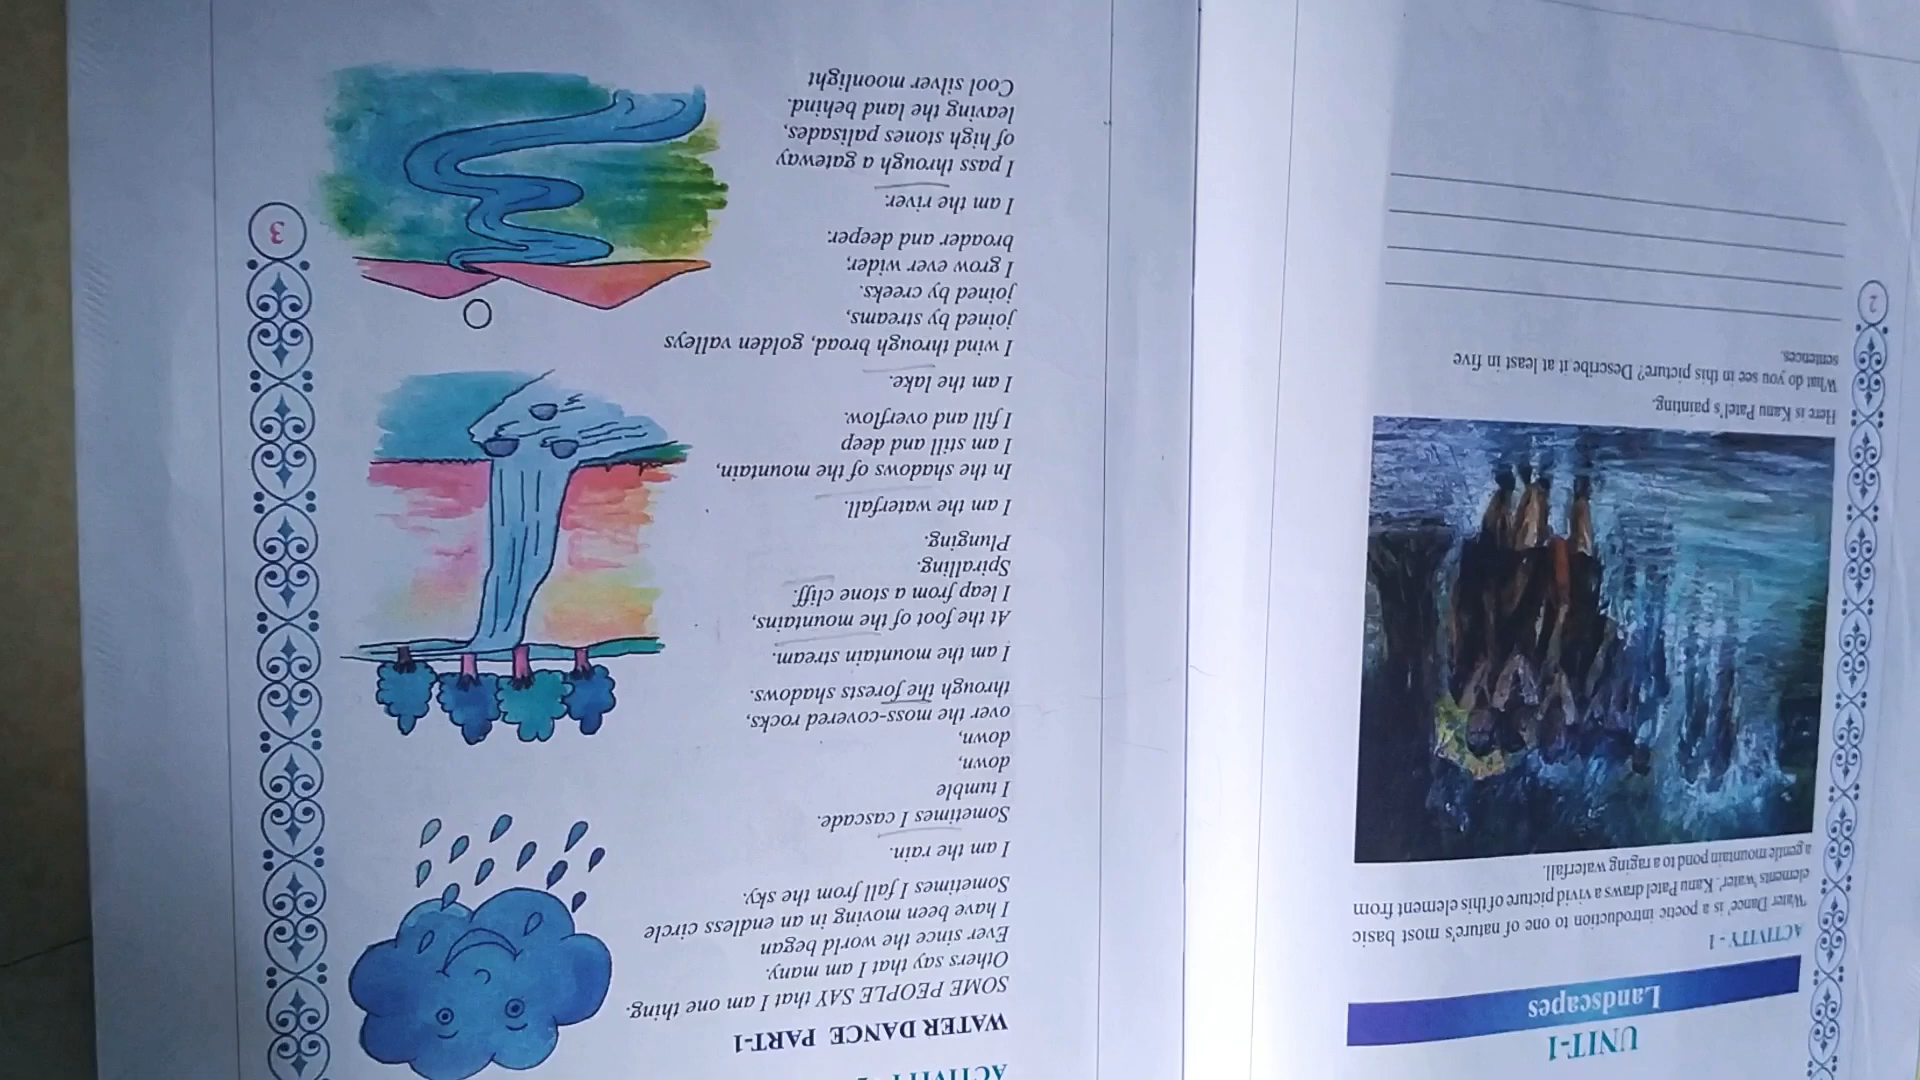 UNIT-1
Landscapes
ACTIVITY - 1
'Water Dance' is a poetic introduction to one of nature's most basic
elements 'water'. Kanu Patel draws a vivid picture of this element from
a gentle mountain pond to a raging waterfall.
Here is Kanu Patel's painting.
What do you see in this picture? Describe it at least in five
sentences.
2
ACTIVITY
WATER DANCE PART-1
SOME PEOPLE SAY that I am one thing.
Others say that I am many.
Ever since the world began
I have been moving in an endless circle
Sometimes I fall from the sky.
I am the rain.
Sometimes I cascade.
I tumble
down,
down,
over the moss-covered rocks,
through the forests shadows.
I am the mountain stream.
At the foot of the mountains,
I leap from a stone cliff.
Spiralling.
Plunging.
I am the waterfall.
In the shadows of the mountain,
I am still and deep
I fill and overflow.
I am the lake.
I wind through broad, golden valleys
joined by streams,
joined by creeks.
I grow ever wider,
broader and deeper.
I am the river.
I pass through a gateway
of high stones palisades,
leaving the land behind.
Cool silver moonlight
3